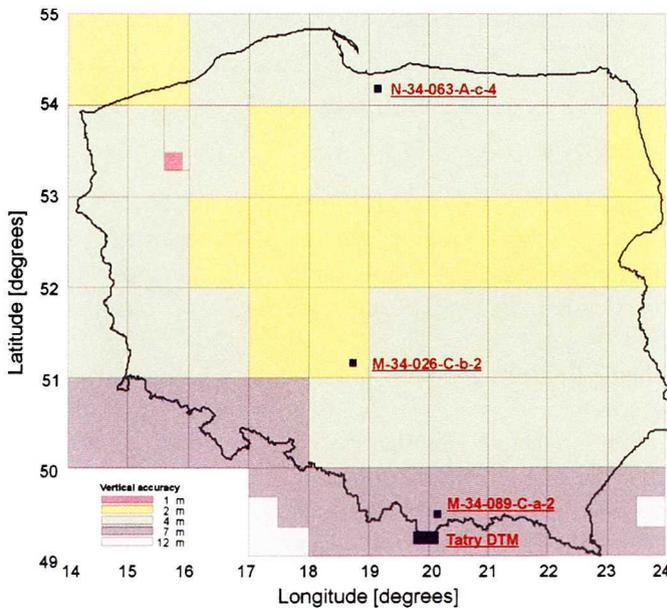 55
54
53
52
51
50
49
Latitude [degrees]
N-34-063-A-c-4
M-34-026-C-b-2
M-34-089-C-a-2
Tatry DTM
Vertical accuracy
1 m
2 m
4 m
7 m
12 m
14 15 16 17 18 19 20 21 22 23 24
Longitude [degrees]